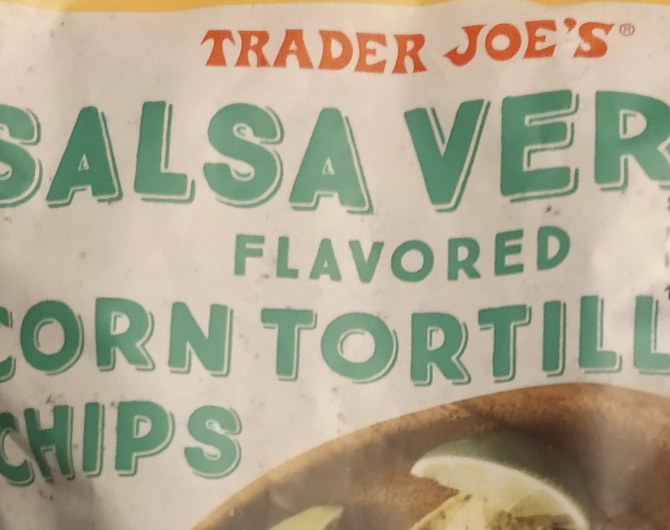 TRADER JOE'S®
SALSA VER
FLAVORED
CORN TORTILL
CHIPS